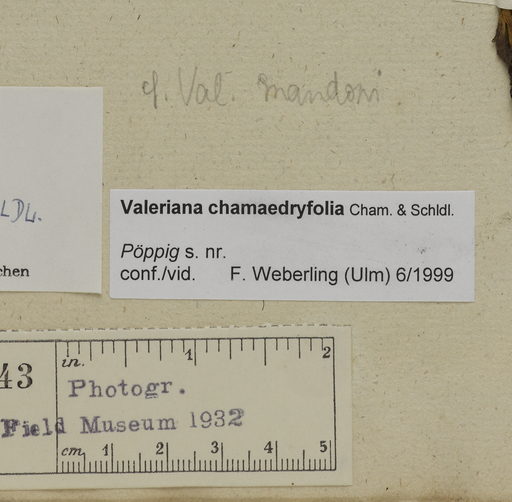 cf. Val. mandoni
LDL.
chen
Valeriana chamaedryfolia Cham. & Schldl.
Pöppig s. nr.
conf./vid. F. Weberling (Ulm) 6/1999
43
in. 1 2
Photogr.
Field Museum 1932
cm. 1 2 3 4 5